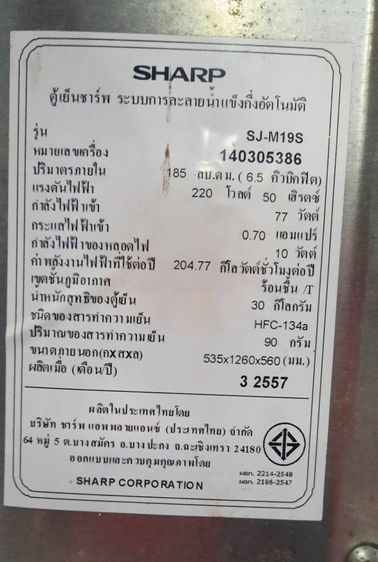 SHARP
ตู้เย็นชาร์พ ระบบการละลายน้ำแข็งกึ่งอัตโนมัติ
รุ่น SJ-M19S
หมายเลขเครื่อง 140305386
ปริมาตรภายใน 185 ลบ.ดม. ( 6.5 คิวบิกฟิต)
แรงดันไฟฟ้า 220 โวลต์ 50 เฮิรตซ์
กำลังไฟฟ้าเข้า 77 วัตต์
กระแสไฟฟ้าเข้า 0.70 แอมแปร์
กำลังไฟฟ้าของหลอดไฟ 10 วัตต์
ค่าพลังงานไฟฟ้าที่ใช้ต่อปี 204.77 กิโลวัตช์ชั่วโมงต่อปี
เขตชั้นภูมิอากาศ ร้อนชื้น /T
น้ำหนักสุทธิของตู้เย็น 30 กิโลกรัม
ชนิดของสารทำความเย็น HFC-134a
ปริมาณของสารทำความเย็น 90 กรัม
ขนาดภายนอก(กxสxล) 535x1260x560 (มม.)
ผลิตเมื่อ (เดือน/ปี) 3 2557
ผลิตในประเทศไทยโดย
บริษัท ชาร์พ แอพพลายแอนซ์ (ประเทศไทย) จำกัด
64 หมู่ 5 ต.บางสมัคร อ.บางปะกง จ.ฉะเชิงเทรา 24180
ออกแบบและควบคุมคุณภาพโดย
SHARP CORPORATION
มอก. 2214-2548
มอก. 2186-2547